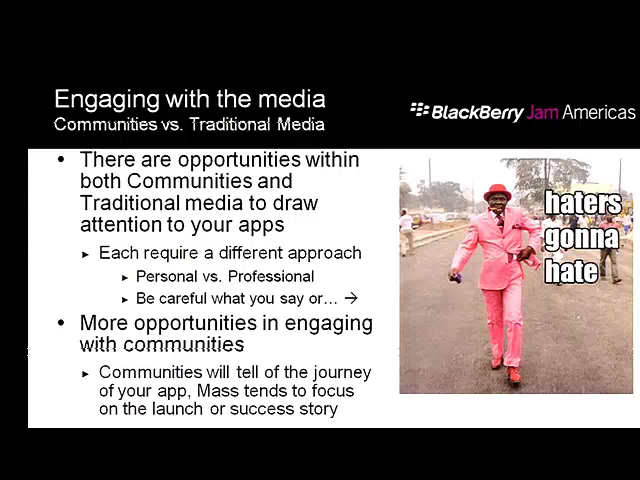 Engaging with the media
Communities vs. Traditional Media
BlackBerry Jam Americas
• There are opportunities within
both Communities and
Traditional media to draw
attention to your apps
► Each require a different approach
► Personal vs. Professional
► Be careful what you say or… →
• More opportunities in engaging
with communities
► Communities will tell of the journey
of your app, Mass tends to focus
on the launch or success story
haters
gonna
hate